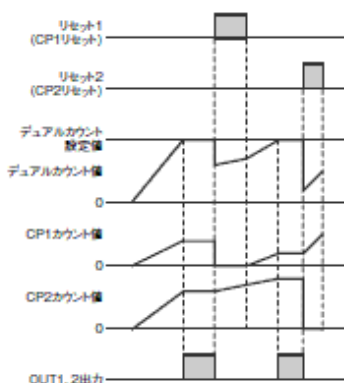 リセット1
(CP1リセット)
リセット2
(CP2リセット)
デュアルカウント
設定値
デュアルカウント値
0
CP1カウント値
0
CP2カウント値
0
OUT1, 2出力